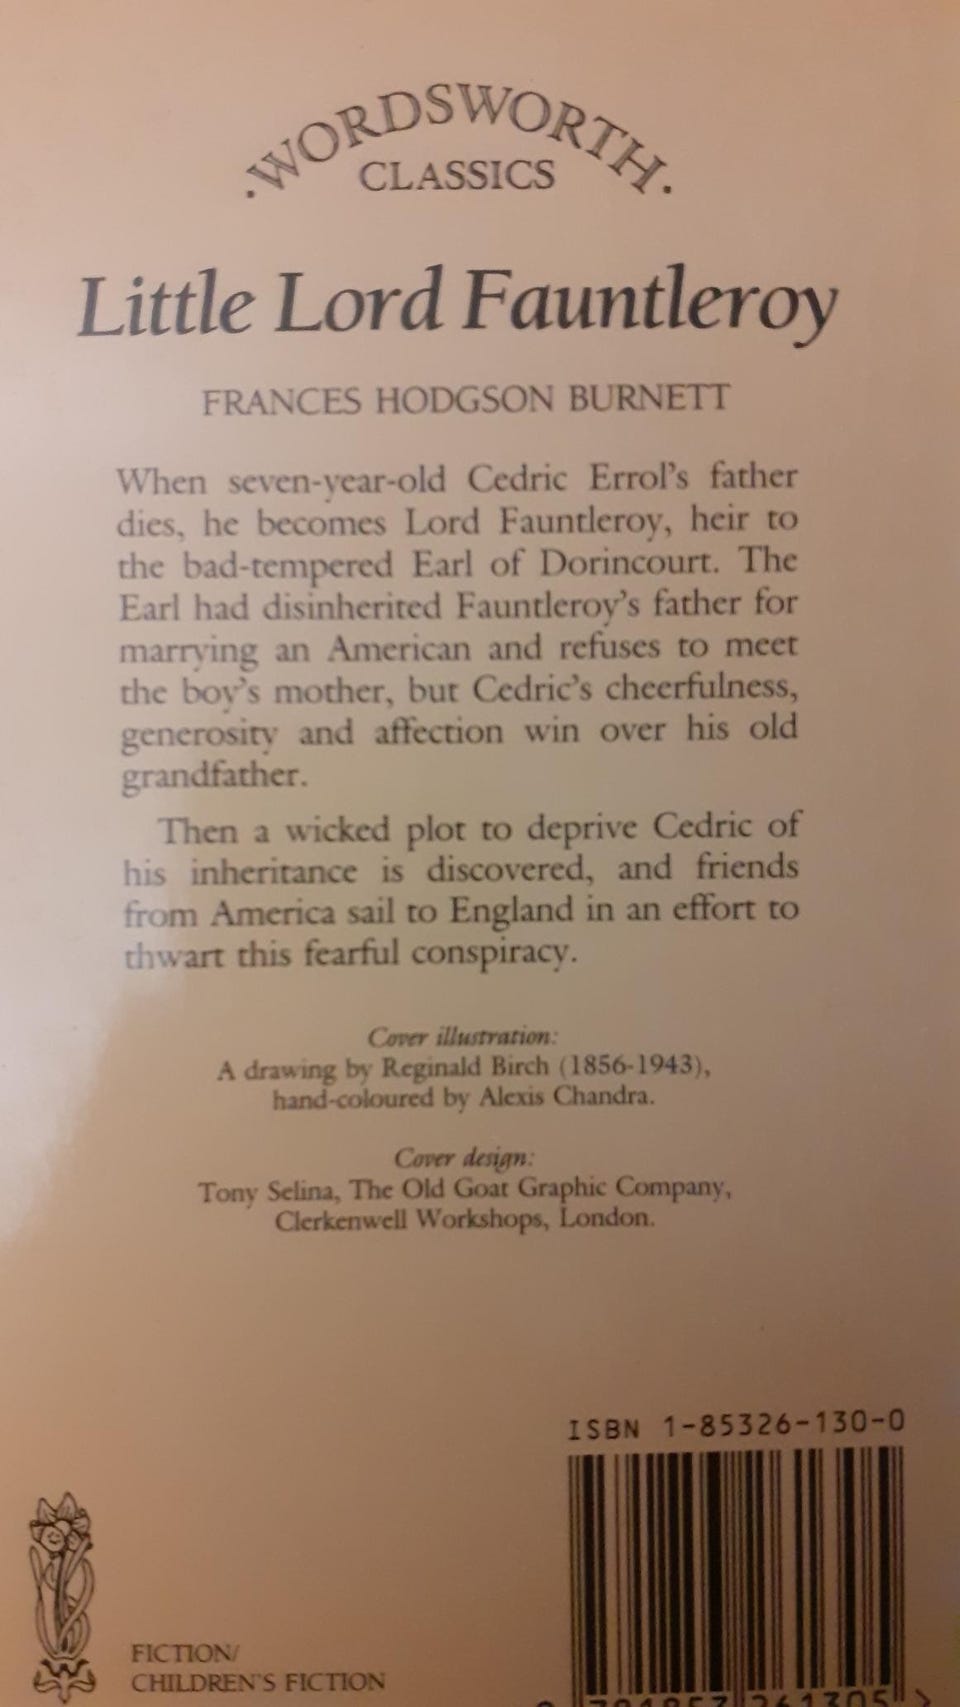 ·WORDSWORTH·
CLASSICS
Little Lord Fauntleroy
FRANCES HODGSON BURNETT
When seven-year-old Cedric Errol's father
dies, he becomes Lord Fauntleroy, heir to
the bad-tempered Earl of Dorincourt. The
Earl had disinherited Fauntleroy's father for
marrying an American and refuses to meet
the boy's mother, but Cedric's cheerfulness,
generosity and affection win over his old
grandfather.
Then a wicked plot to deprive Cedric of
his inheritance is discovered, and friends
from America sail to England in an effort to
thwart this fearful conspiracy.
Cover illustration:
A drawing by Reginald Birch (1856-1943),
hand-coloured by Alexis Chandra.
Cover design:
Tony Selina, The Old Goat Graphic Company,
Clerkenwell Workshops, London.
ISBN 1-85326-130-0
FICTION/
CHILDREN'S FICTION